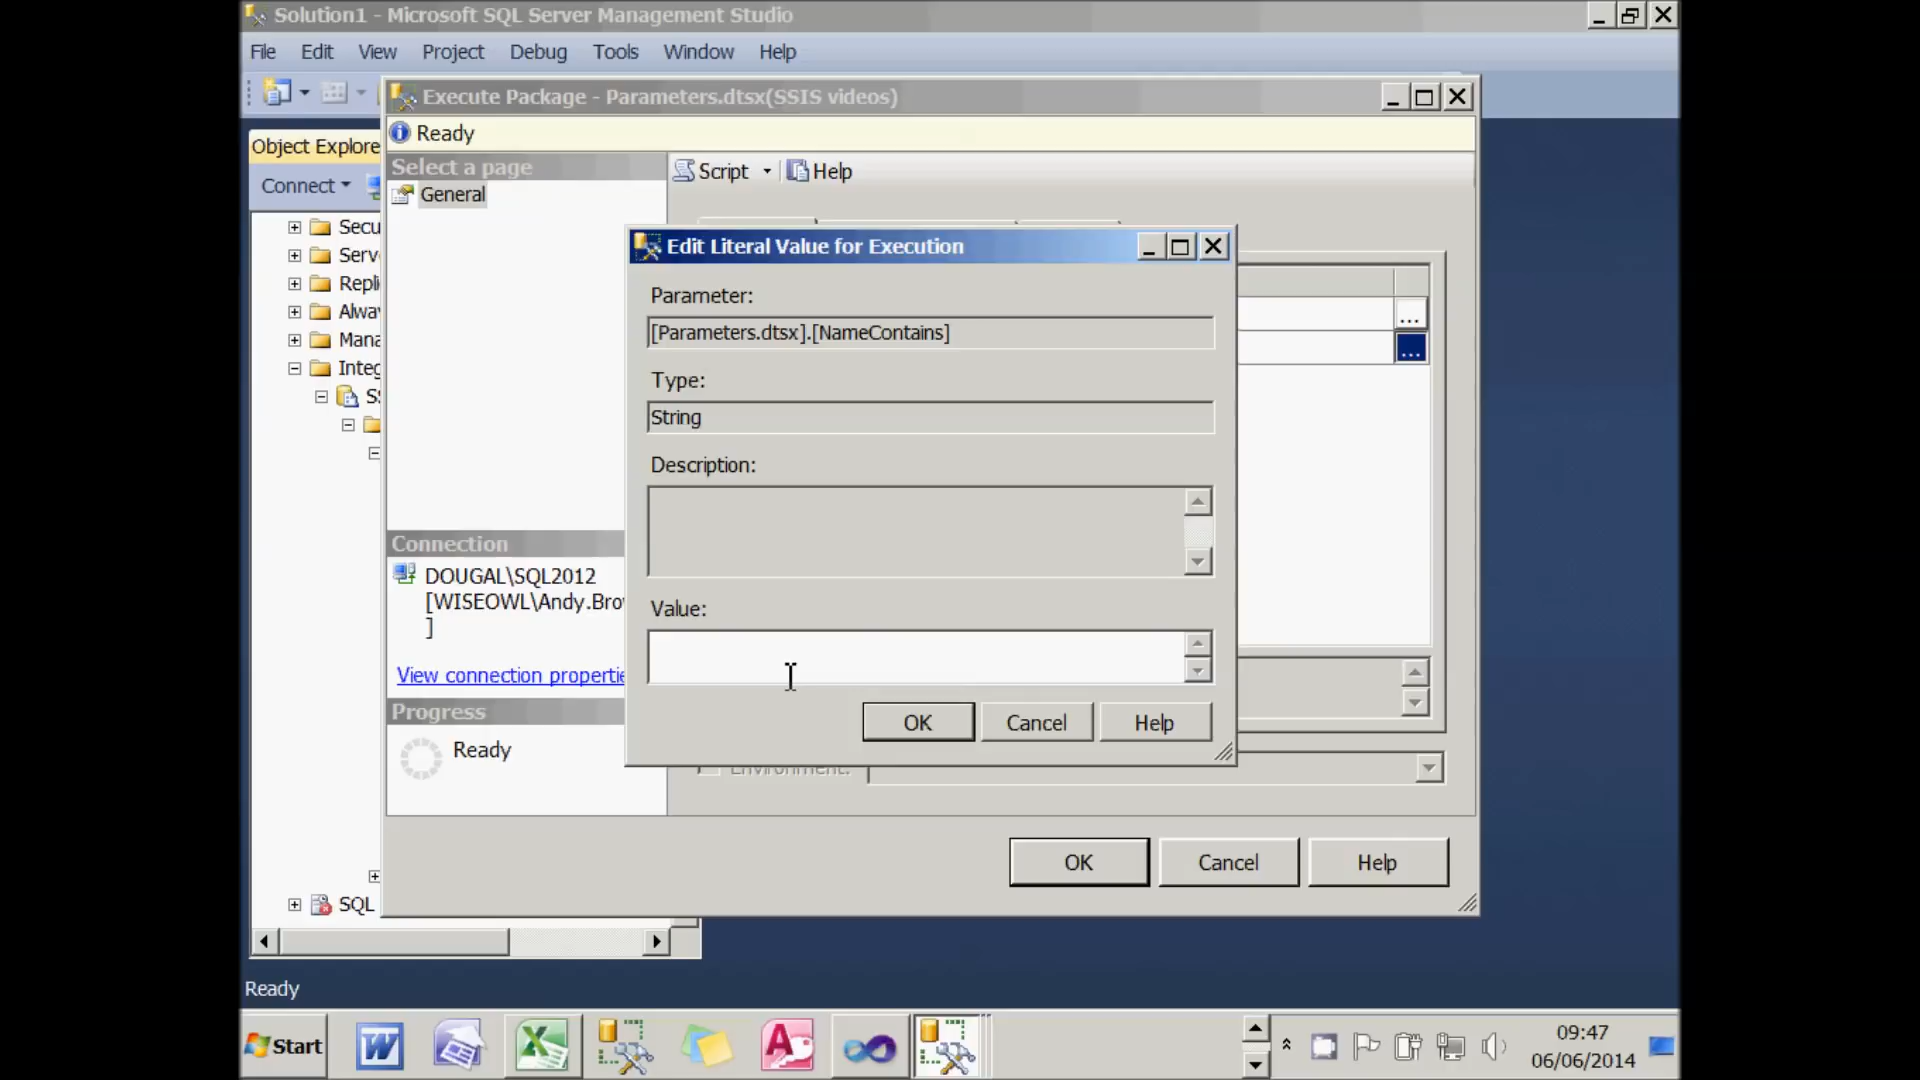 Solution1 - Microsoft SQL Server Management Studio
File Edit View Project Debug Tools Window Help
Execute Package - Parameters.dtsx(SSIS videos)
Ready
Object Explore
Connect
Select a page
General
Script Help
Secu
Serv
Repli
Alwa
Mana
Integ
SS
SQL
Edit Literal Value for Execution
Parameter:
[Parameters.dtsx].[NameContains]
Type:
String
Description:
Value:
OK Cancel Help
...
...
Connection
DOUGAL\SQL2012
[WISEOWL\Andy.Bro
]
View connection properti
Progress
Ready
Environment:
OK Cancel Help
Ready
Start
09:47
06/06/2014